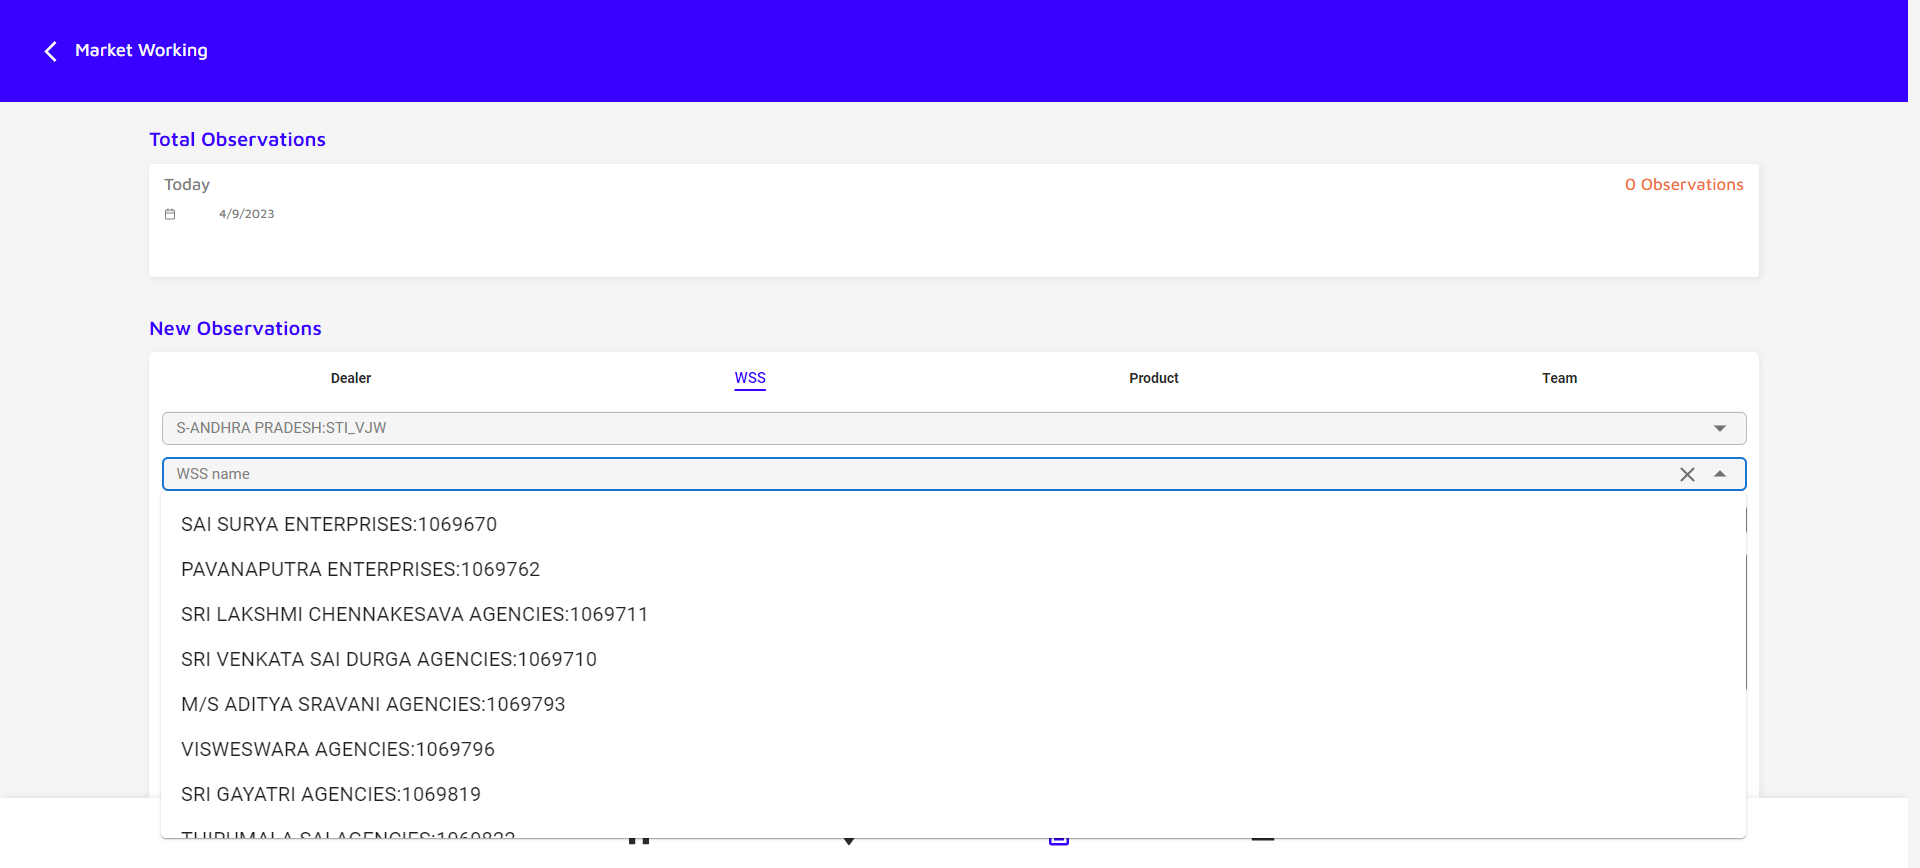 Market Working
Total Observations
Today
0 Observations
4/9/2023
New Observations
Dealer
WSS
Product
Team
S-ANDHRA PRADESH:STI_VJW
WSS name
SAI SURYA ENTERPRISES:1069670
PAVANAPUTRA ENTERPRISES:1069762
SRI LAKSHMI CHENNAKESAVA AGENCIES:1069711
SRI VENKATA SAI DURGA AGENCIES:1069710
M/S ADITYA SRAVANI AGENCIES:1069793
VISWESWARA AGENCIES:1069796
SRI GAYATRI AGENCIES:1069819